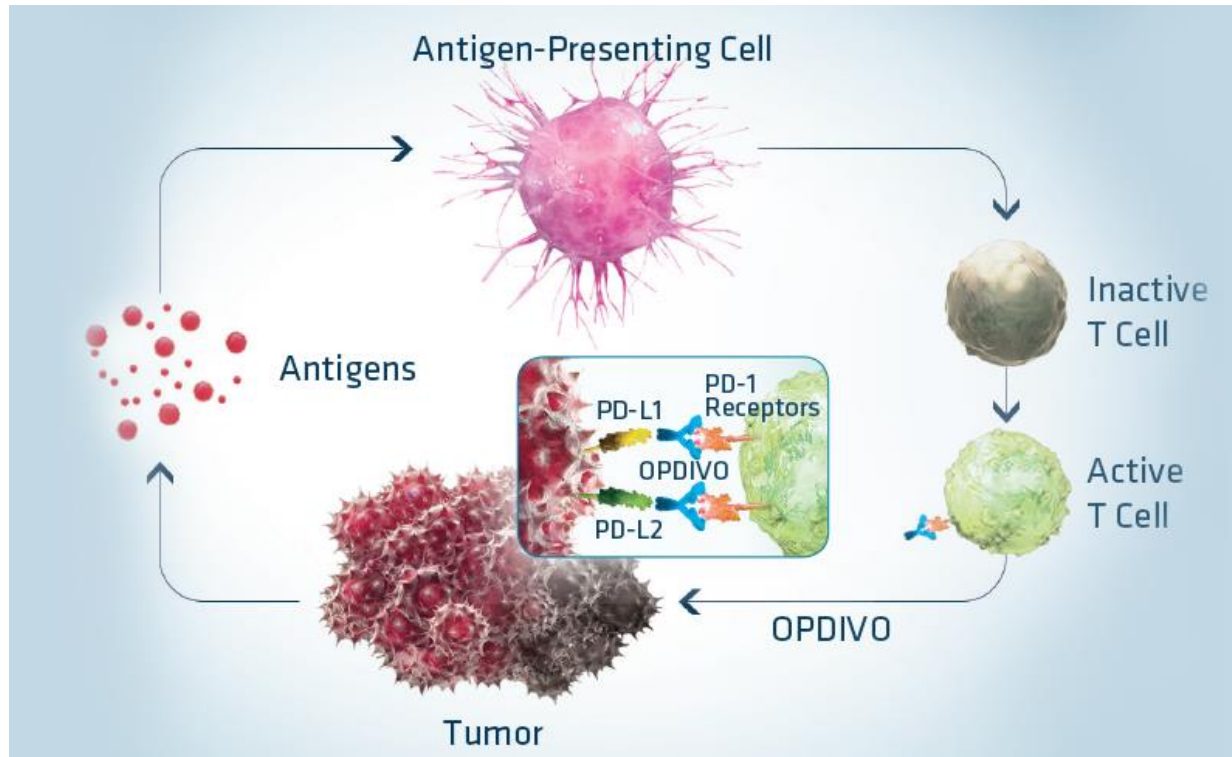 Antigen-Presenting Cell
Inactive
T Cell
Antigens
PD-L1
PD-1
Receptors
OPDIVO
PD-L2
Active
T Cell
OPDIVO
Tumor